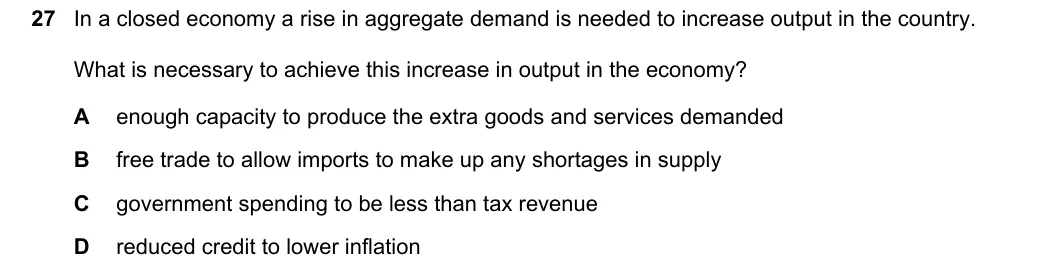 27 In a closed economy a rise in aggregate demand is needed to increase output in the country.
What is necessary to achieve this increase in output in the economy?
A enough capacity to produce the extra goods and services demanded
B free trade to allow imports to make up any shortages in supply
C government spending to be less than tax revenue
D reduced credit to lower inflation